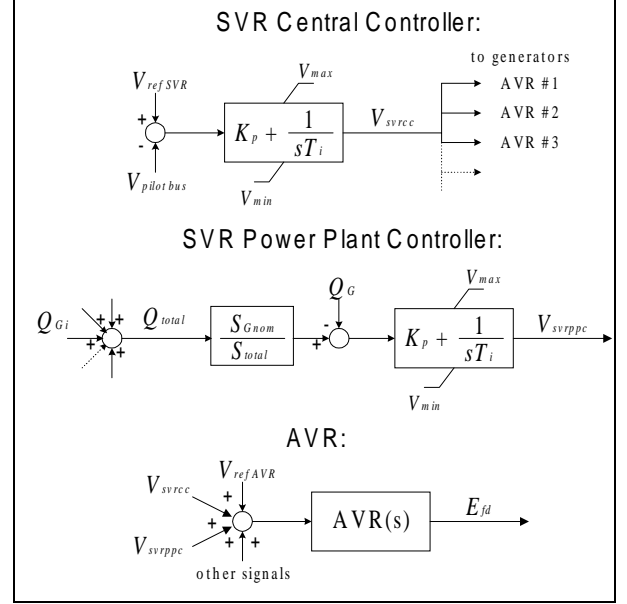 SVR Central Controller:
to generators
V_max
V_ref SVR
AVR #1
+
K_p + 1/(sT_i)
V_svrcc
AVR #2
-
AVR #3
V_pilot bus
V_min
SVR Power Plant Controller:
V_max
Q_G
Q_Gi
+ +
Q_total
S_Gnom/S_total
-
+
K_p + 1/(sT_i)
V_svrppc
+ + +
V_min
AVR:
V_ref AVR
V_svrcc
+
+
AVR(s)
E_fd
V_svrppc
+
+ +
other signals